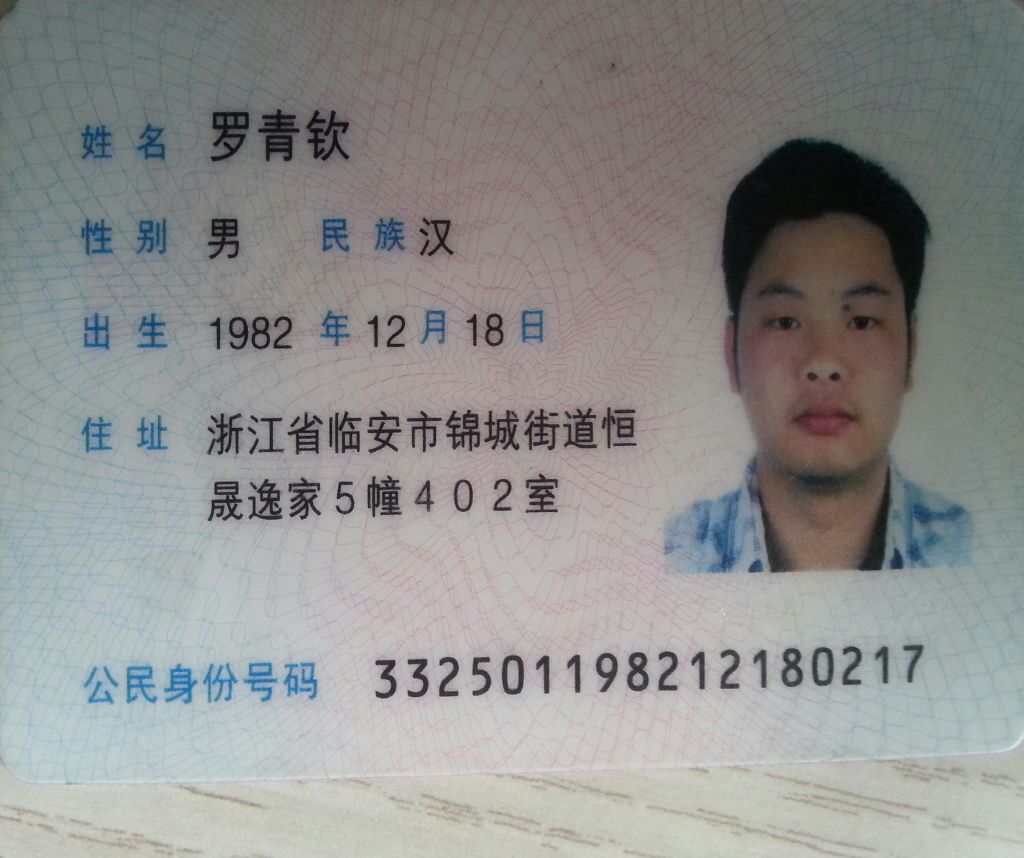 姓名 罗青钦
性别 男 民族 汉
出生 1982 年 12 月 18 日
住址 浙江省临安市锦城街道恒
晟逸家5幢402室
公民身份号码 332501198212180217